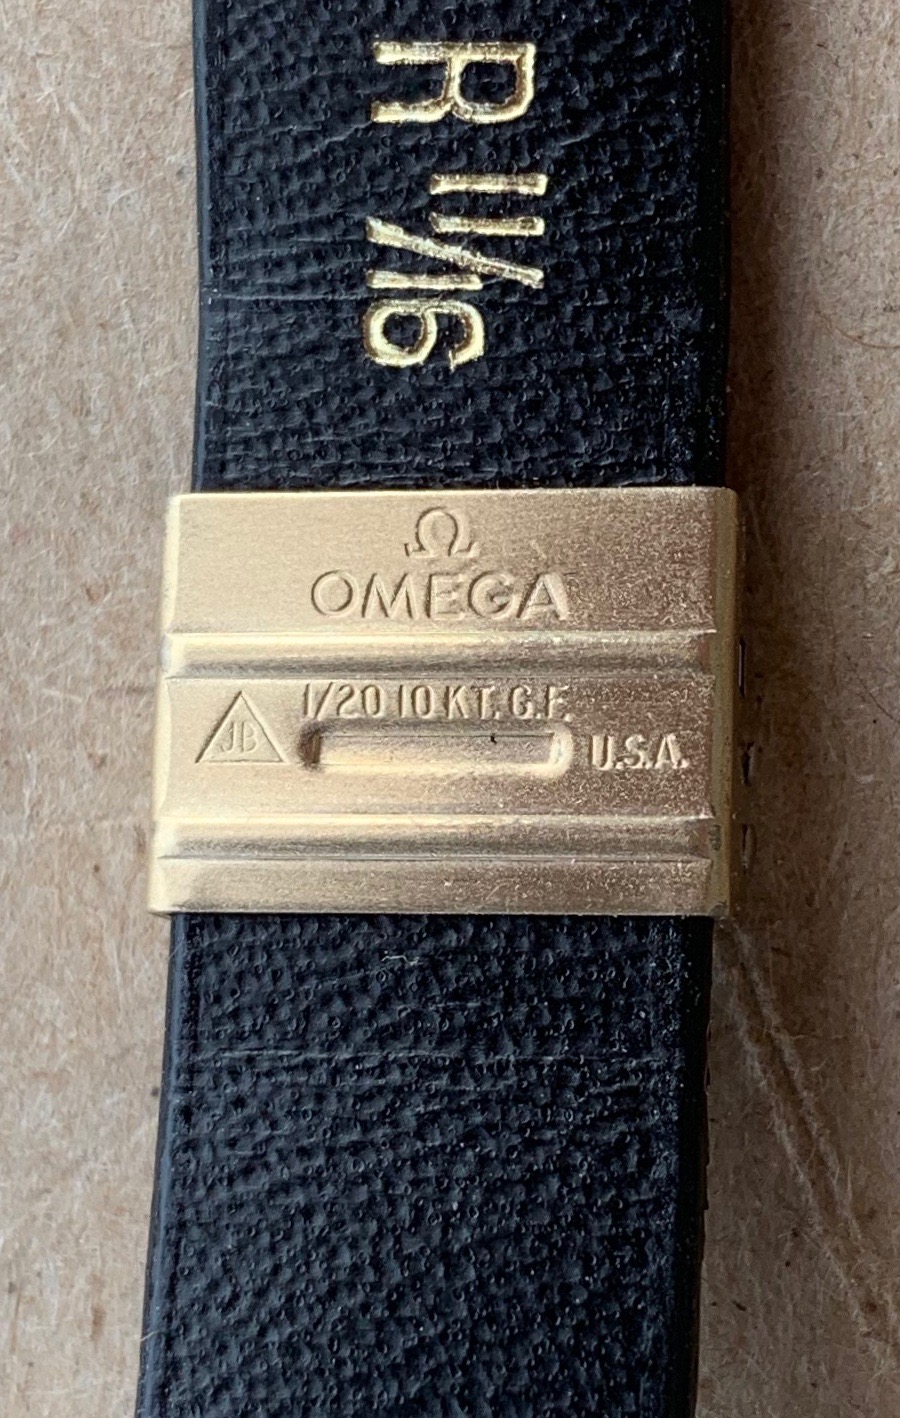 R 11/16
Ω
OMEGA
1/20 10 KT. G.F.
JB
U.S.A.